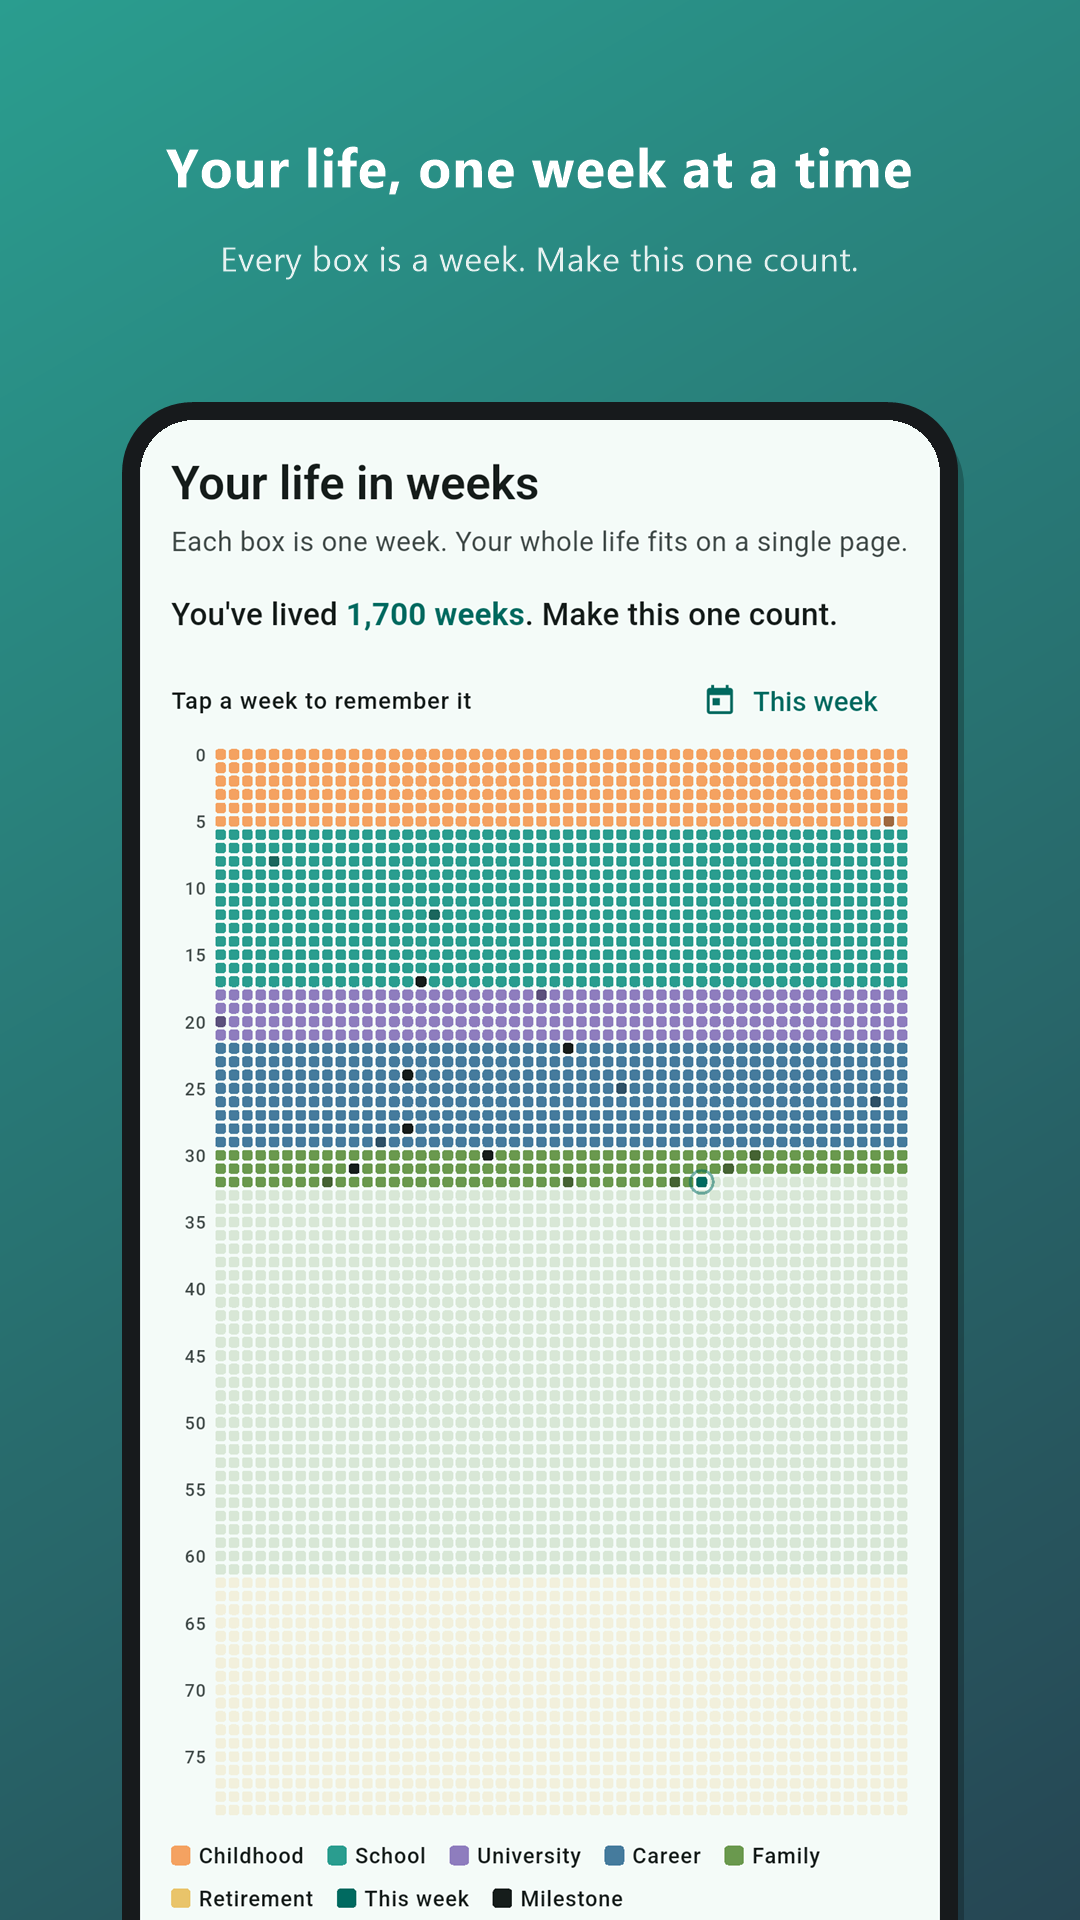 Your life, one week at a time
Every box is a week. Make this one count.
Your life in weeks
Each box is one week. Your whole life fits on a single page.
You've lived 1,700 weeks. Make this one count.
Tap a week to remember it
This week
0
5
10
15
20
25
30
35
40
45
50
55
60
65
70
75
Childhood School University Career Family
Retirement This week Milestone